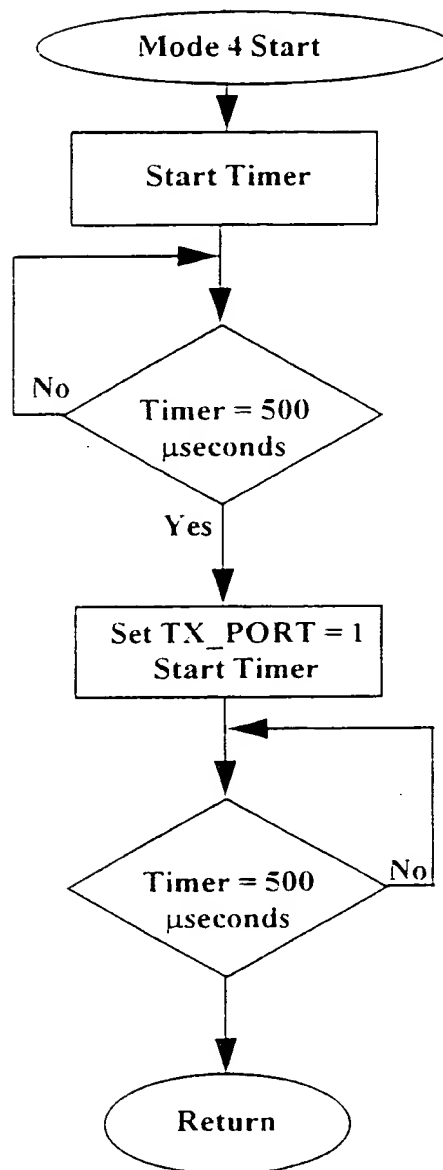 Mode 4 Start
Start Timer
No
Timer = 500
μseconds
Yes
Set TX_PORT = 1
Start Timer
Timer = 500
μseconds
No
Return